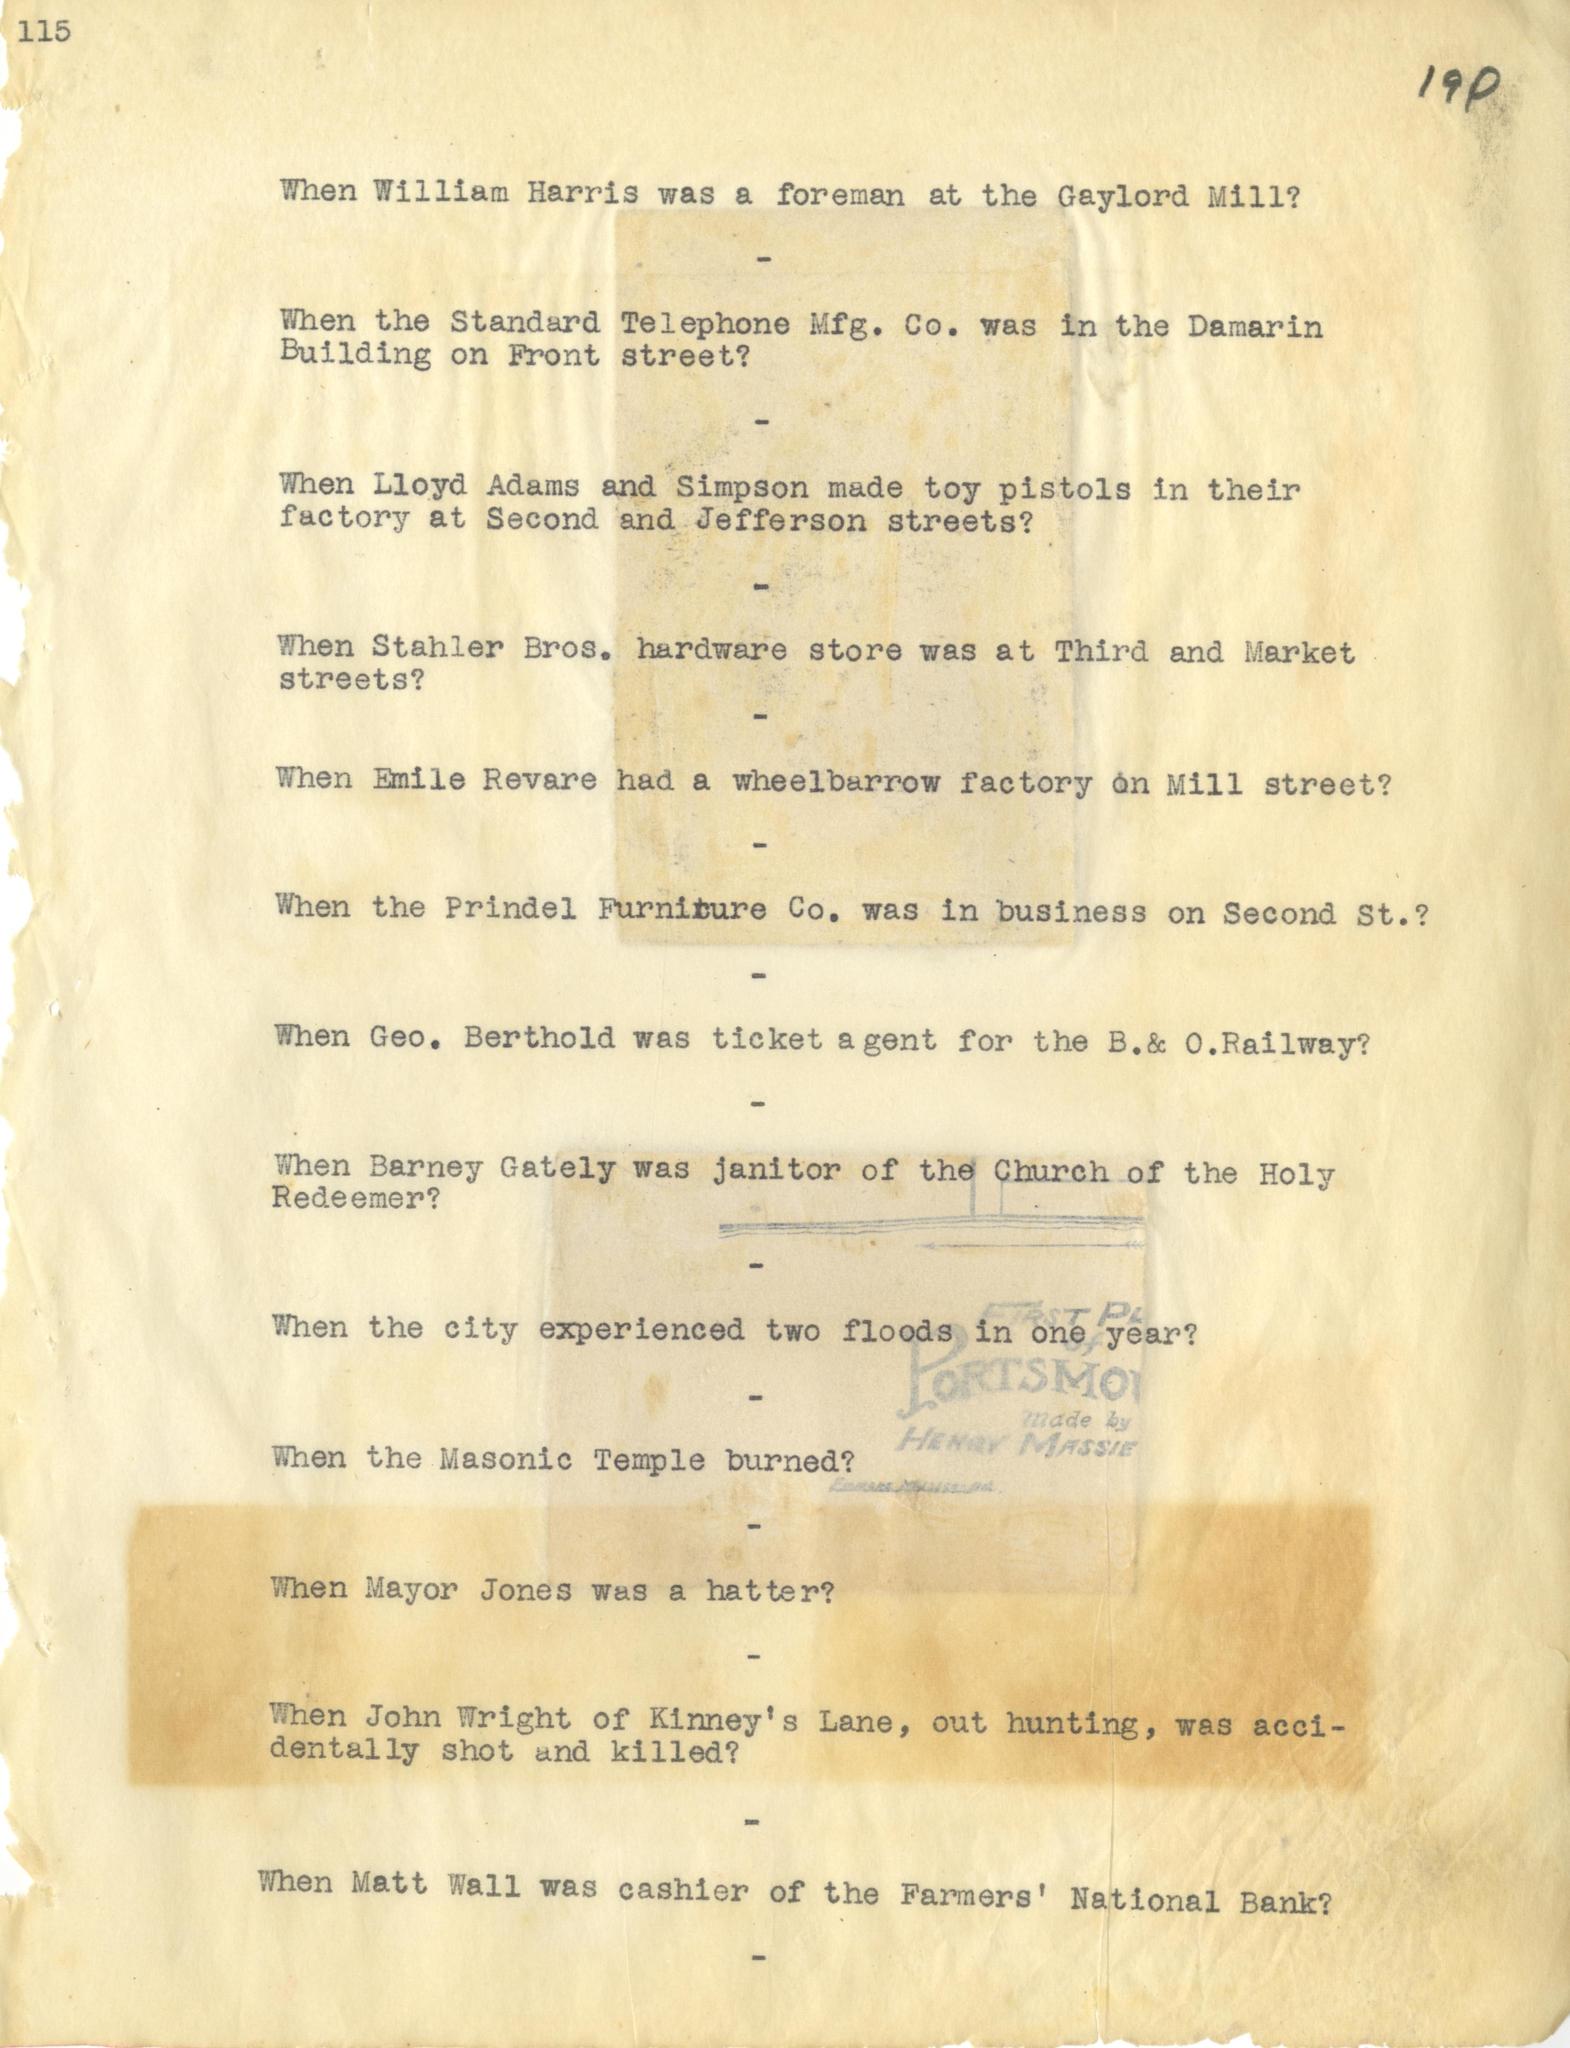 115
19P
When William Harris was a foreman at the Gaylord Mill?
-
When the Standard Telephone Mfg. Co. was in the Damarin
Building on Front street?
-
When Lloyd Adams and Simpson made toy pistols in their
factory at Second and Jefferson streets?
-
When Stahler Bros. hardware store was at Third and Market
streets?
-
When Emile Revare had a wheelbarrow factory on Mill street?
-
When the Prindel Furniture Co. was in business on Second St.?
-
When Geo. Berthold was ticket agent for the B.& O.Railway?
-
When Barney Gately was janitor of the Church of the Holy
Redeemer?
-
FIRST PL
When the city experienced two floods in one year?
of
PORTSMOU
-
Made by
HENRY MASSIE
When the Masonic Temple burned?
-
When Mayor Jones was a hatter?
-
When John Wright of Kinney's Lane, out hunting, was acci-
dentally shot and killed?
-
When Matt Wall was cashier of the Farmers' National Bank?
-